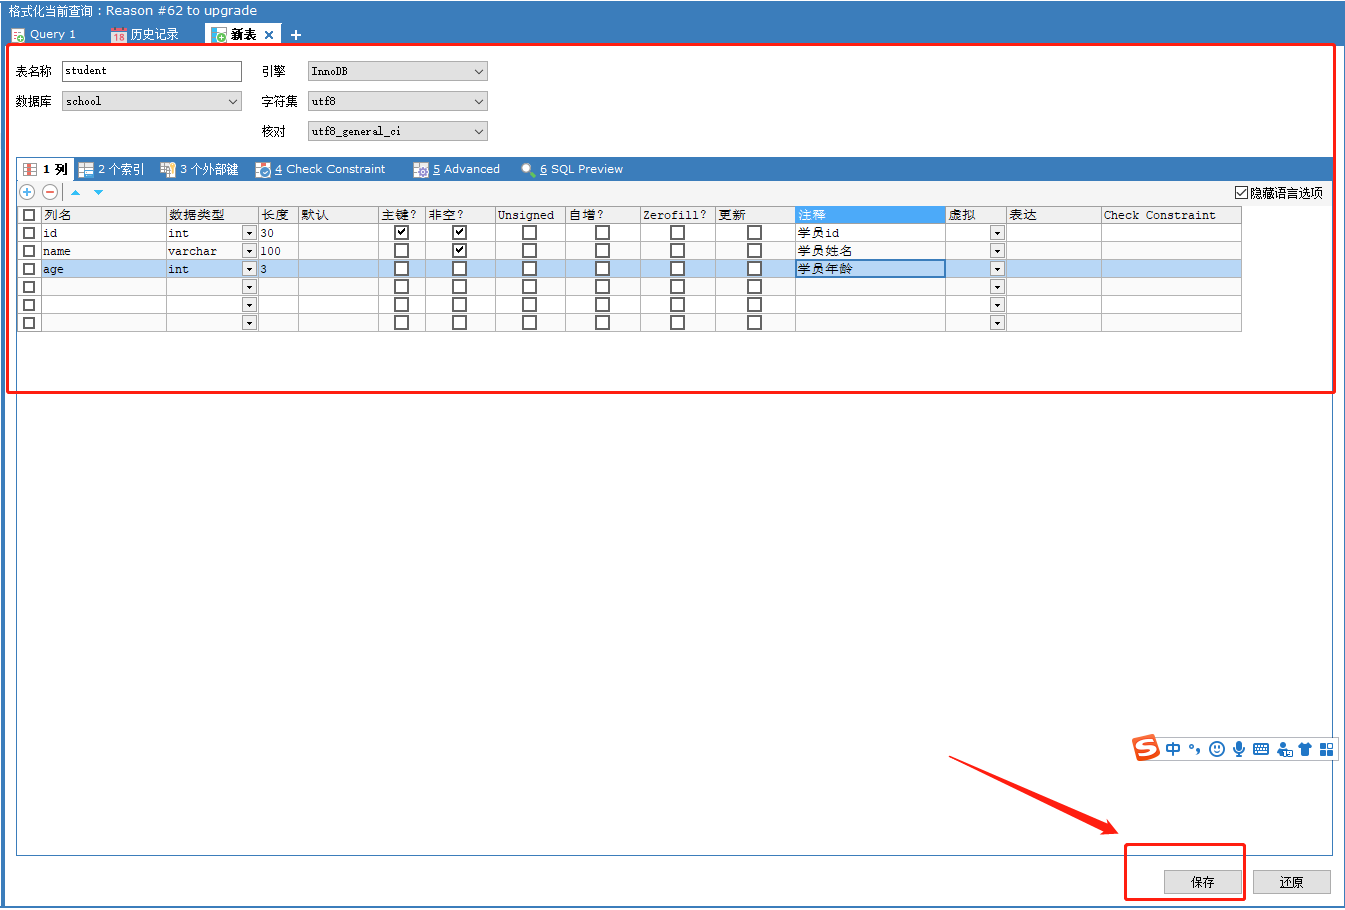 格式化当前查询：Reason #62 to upgrade
Query 1 18 历史记录 新表
表名称 student 引擎 InnoDB
数据库 school 字符集 utf8
核对 utf8_general_ci
1 列 2 个索引 3 个外部键 4 Check Constraint 5 Advanced 6 SQL Preview
隐藏语言选项
列名 数据类型 长度 默认 主键? 非空? Unsigned 自增? Zerofill? 更新 注释 虚拟 表达 Check Constraint
id int 30 学员id
name varchar 100 学员姓名
age int 3 学员年龄
S 中 °,
保存 还原